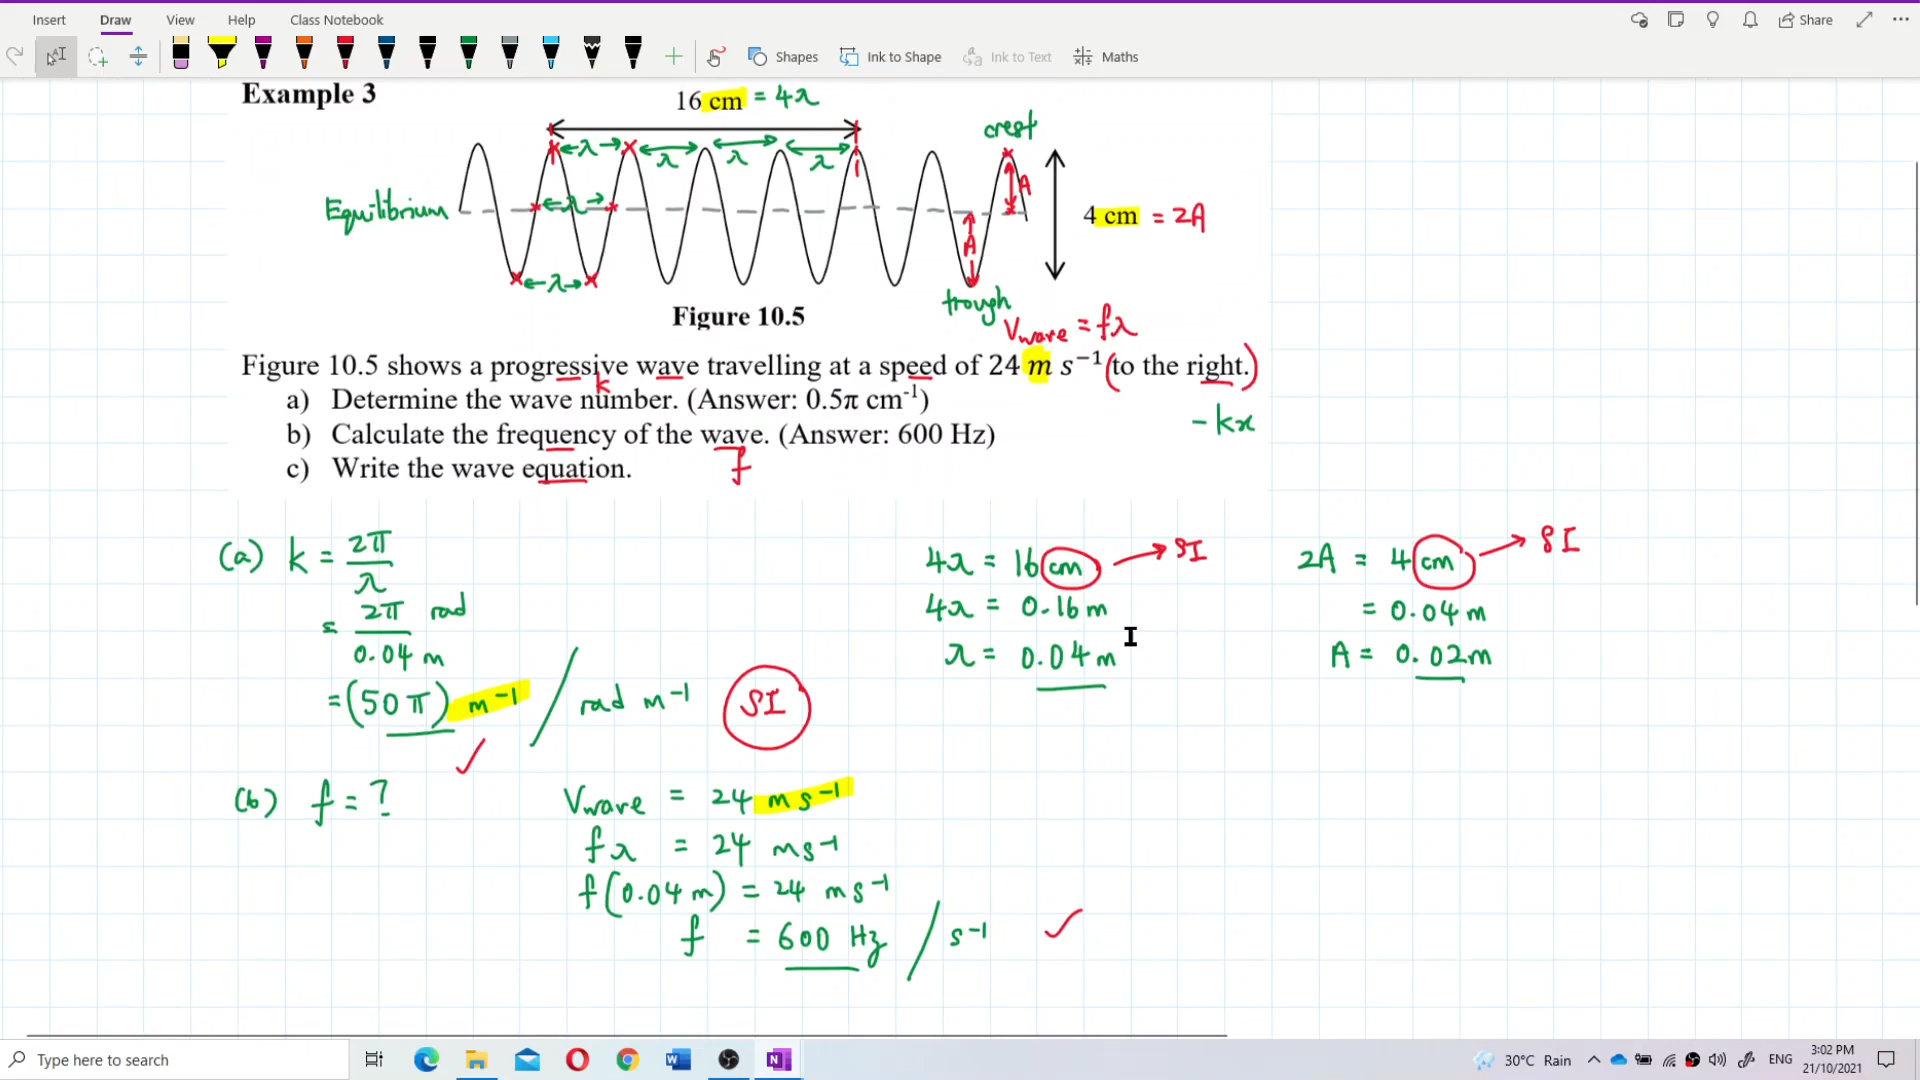 Insert Draw View Help Class Notebook Share
Shapes Ink to Shape Ink to Text Maths
Example 3
16 cm = 4λ
crest
λ λ λ λ
A
Equilibrium
λ
4 cm = 2A
A
λ
trough
Figure 10.5
Vwave = fλ
Figure 10.5 shows a progressive wave travelling at a speed of 24 m s⁻¹ (to the right.)
k
a) Determine the wave number. (Answer: 0.5π cm⁻¹)
- kx
b) Calculate the frequency of the wave. (Answer: 600 Hz)
f
c) Write the wave equation.
(a) k = 2π/λ
= 2π rad / 0.04 m
= (50 π) m⁻¹ / rad m⁻¹
SI
4λ = 16 cm → SI
4λ = 0.16 m
λ = 0.04 m
2A = 4 cm → SI
= 0.04 m
A = 0.02 m
(b) f = ?
Vwave = 24 m s⁻¹
fλ = 24 ms⁻¹
f(0.04 m) = 24 ms⁻¹
f = 600 Hz / s⁻¹
Type here to search
30°C Rain
ENG
3:02 PM
21/10/2021